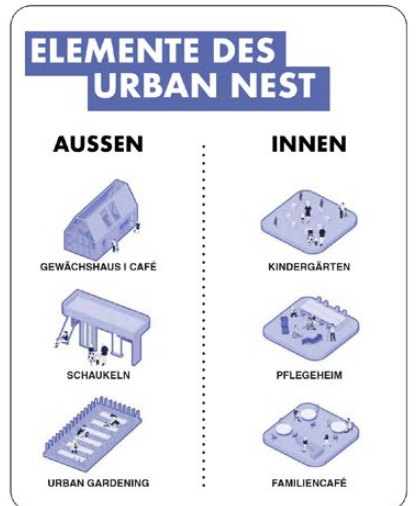 ELEMENTE DES
URBAN NEST
AUSSEN
GEWÄCHSHAUS I CAFÉ
SCHAUKELN
URBAN GARDENING
INNEN
KINDERGÄRTEN
PFLEGEHEIM
FAMILIENCAFÉ